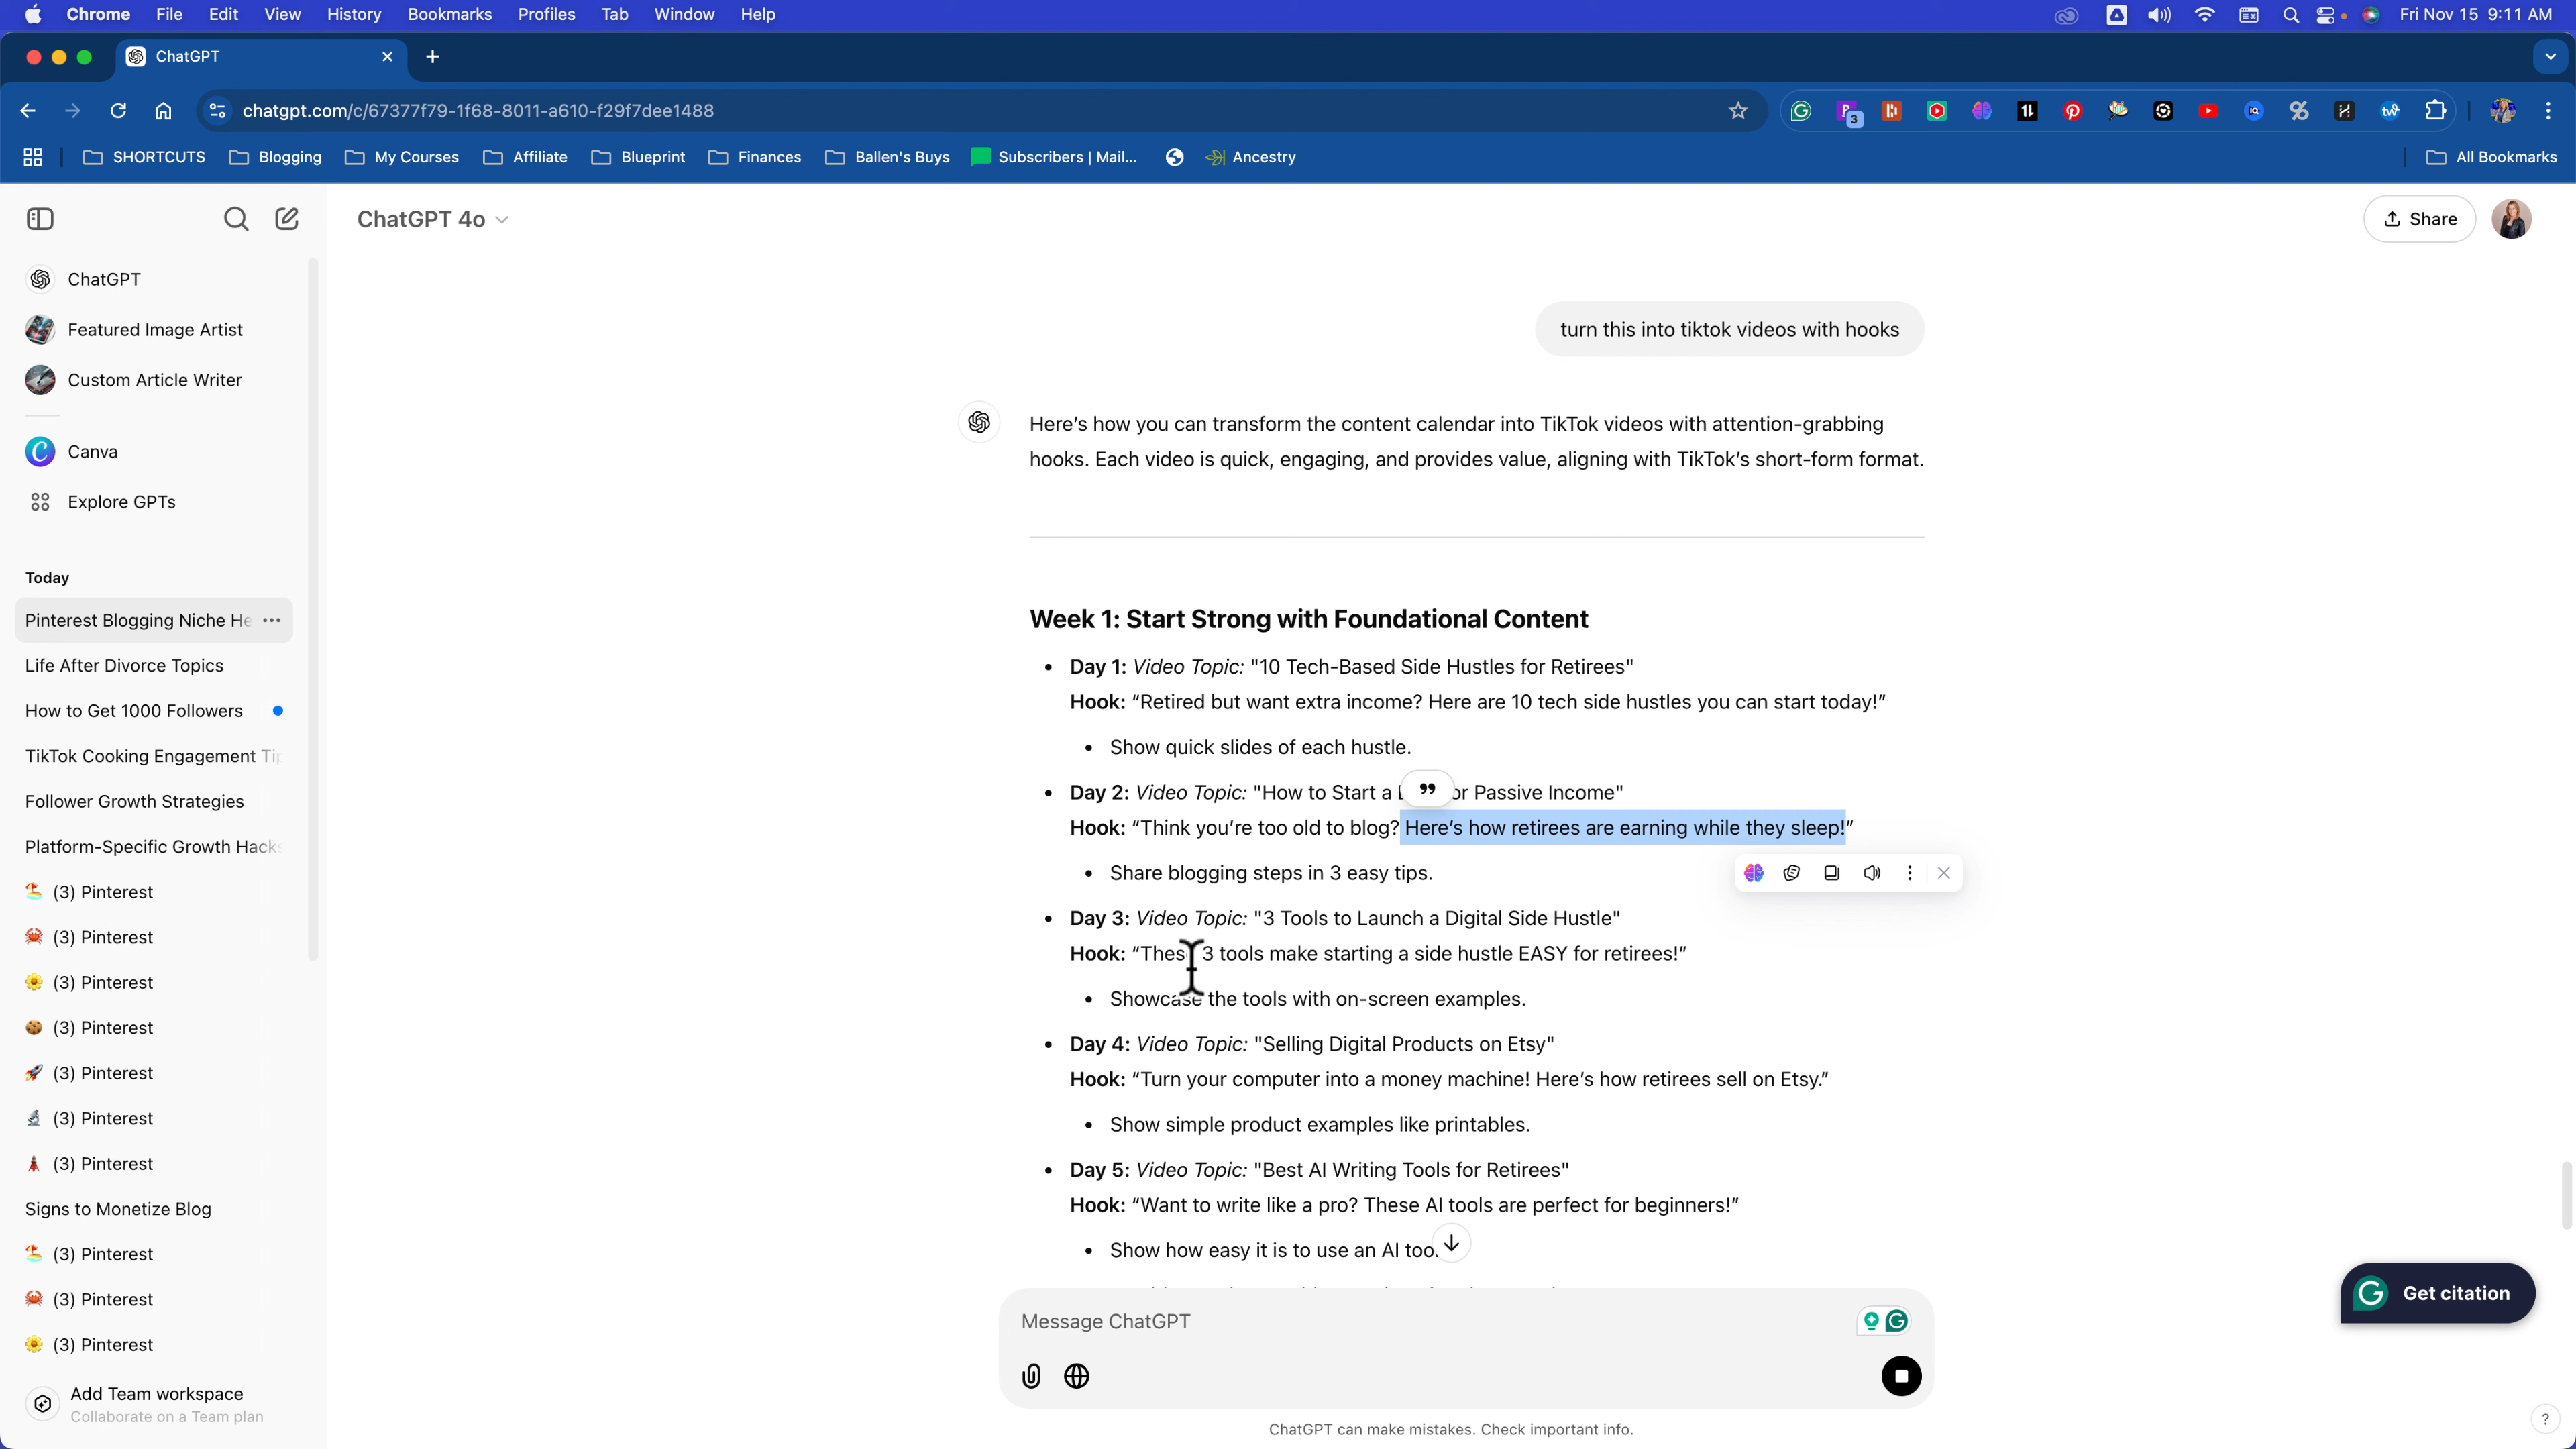 Chrome File Edit View History Bookmarks Profiles Tab Window Help
Fri Nov 15 9:11 AM
ChatGPT
chatgpt.com/c/67377f79-1f68-8011-a610-f29f7dee1488
3
SHORTCUTS Blogging My Courses Affiliate Blueprint Finances Ballen's Buys Subscribers | Mail... Ancestry
All Bookmarks
ChatGPT 4o
Share
ChatGPT
Featured Image Artist
Custom Article Writer
Canva
Explore GPTs
Today
Pinterest Blogging Niche He
Life After Divorce Topics
How to Get 1000 Followers
TikTok Cooking Engagement Tip
Follower Growth Strategies
Platform-Specific Growth Hacks
(3) Pinterest
(3) Pinterest
(3) Pinterest
(3) Pinterest
(3) Pinterest
(3) Pinterest
(3) Pinterest
Signs to Monetize Blog
(3) Pinterest
(3) Pinterest
(3) Pinterest
Add Team workspace
Collaborate on a Team plan
turn this into tiktok videos with hooks
Here’s how you can transform the content calendar into TikTok videos with attention-grabbing
hooks. Each video is quick, engaging, and provides value, aligning with TikTok’s short-form format.
Week 1: Start Strong with Foundational Content
• Day 1: Video Topic: "10 Tech-Based Side Hustles for Retirees"
Hook: “Retired but want extra income? Here are 10 tech side hustles you can start today!”
• Show quick slides of each hustle.
• Day 2: Video Topic: "How to Start a or Passive Income"
Hook: “Think you’re too old to blog? Here’s how retirees are earning while they sleep!”
• Share blogging steps in 3 easy tips.
• Day 3: Video Topic: "3 Tools to Launch a Digital Side Hustle"
Hook: “These 3 tools make starting a side hustle EASY for retirees!”
• Showcase the tools with on-screen examples.
• Day 4: Video Topic: "Selling Digital Products on Etsy"
Hook: “Turn your computer into a money machine! Here’s how retirees sell on Etsy.”
• Show simple product examples like printables.
• Day 5: Video Topic: "Best AI Writing Tools for Retirees"
Hook: “Want to write like a pro? These AI tools are perfect for beginners!”
• Show how easy it is to use an AI tool.
Message ChatGPT
Get citation
ChatGPT can make mistakes. Check important info.
?